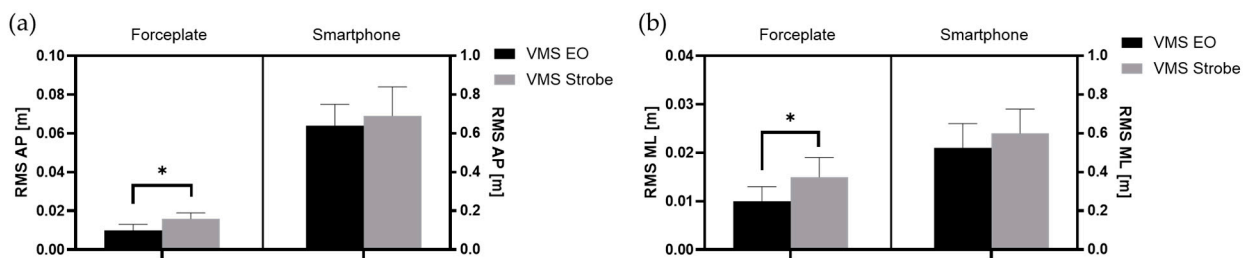 (a)
Forceplate
Smartphone
0.10
0.08
0.06
0.04
0.02
0.00
RMS AP [m]
*
1.0
0.8
0.6
0.4
0.2
0.0
RMS AP [m]
VMS EO
VMS Strobe
(b)
Forceplate
Smartphone
0.04
0.03
0.02
0.01
0.00
RMS ML [m]
*
1.0
0.8
0.6
0.4
0.2
0.0
RMS ML [m]
VMS EO
VMS Strobe